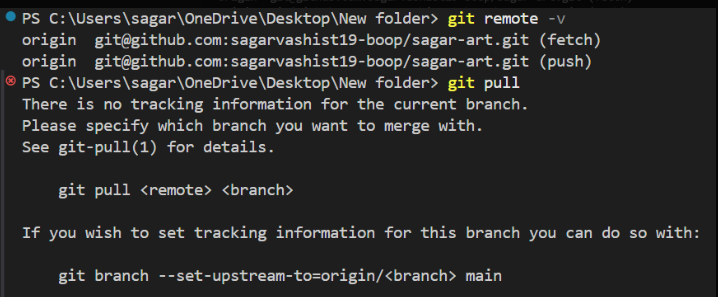 PS C:\Users\sagar\OneDrive\Desktop\New folder> git remote -v
origin  git@github.com:sagarvashist19-boop/sagar-art.git (fetch)
origin  git@github.com:sagarvashist19-boop/sagar-art.git (push)
PS C:\Users\sagar\OneDrive\Desktop\New folder> git pull
There is no tracking information for the current branch.
Please specify which branch you want to merge with.
See git-pull(1) for details.
    git pull <remote> <branch>
If you wish to set tracking information for this branch you can do so with:
    git branch --set-upstream-to=origin/<branch> main